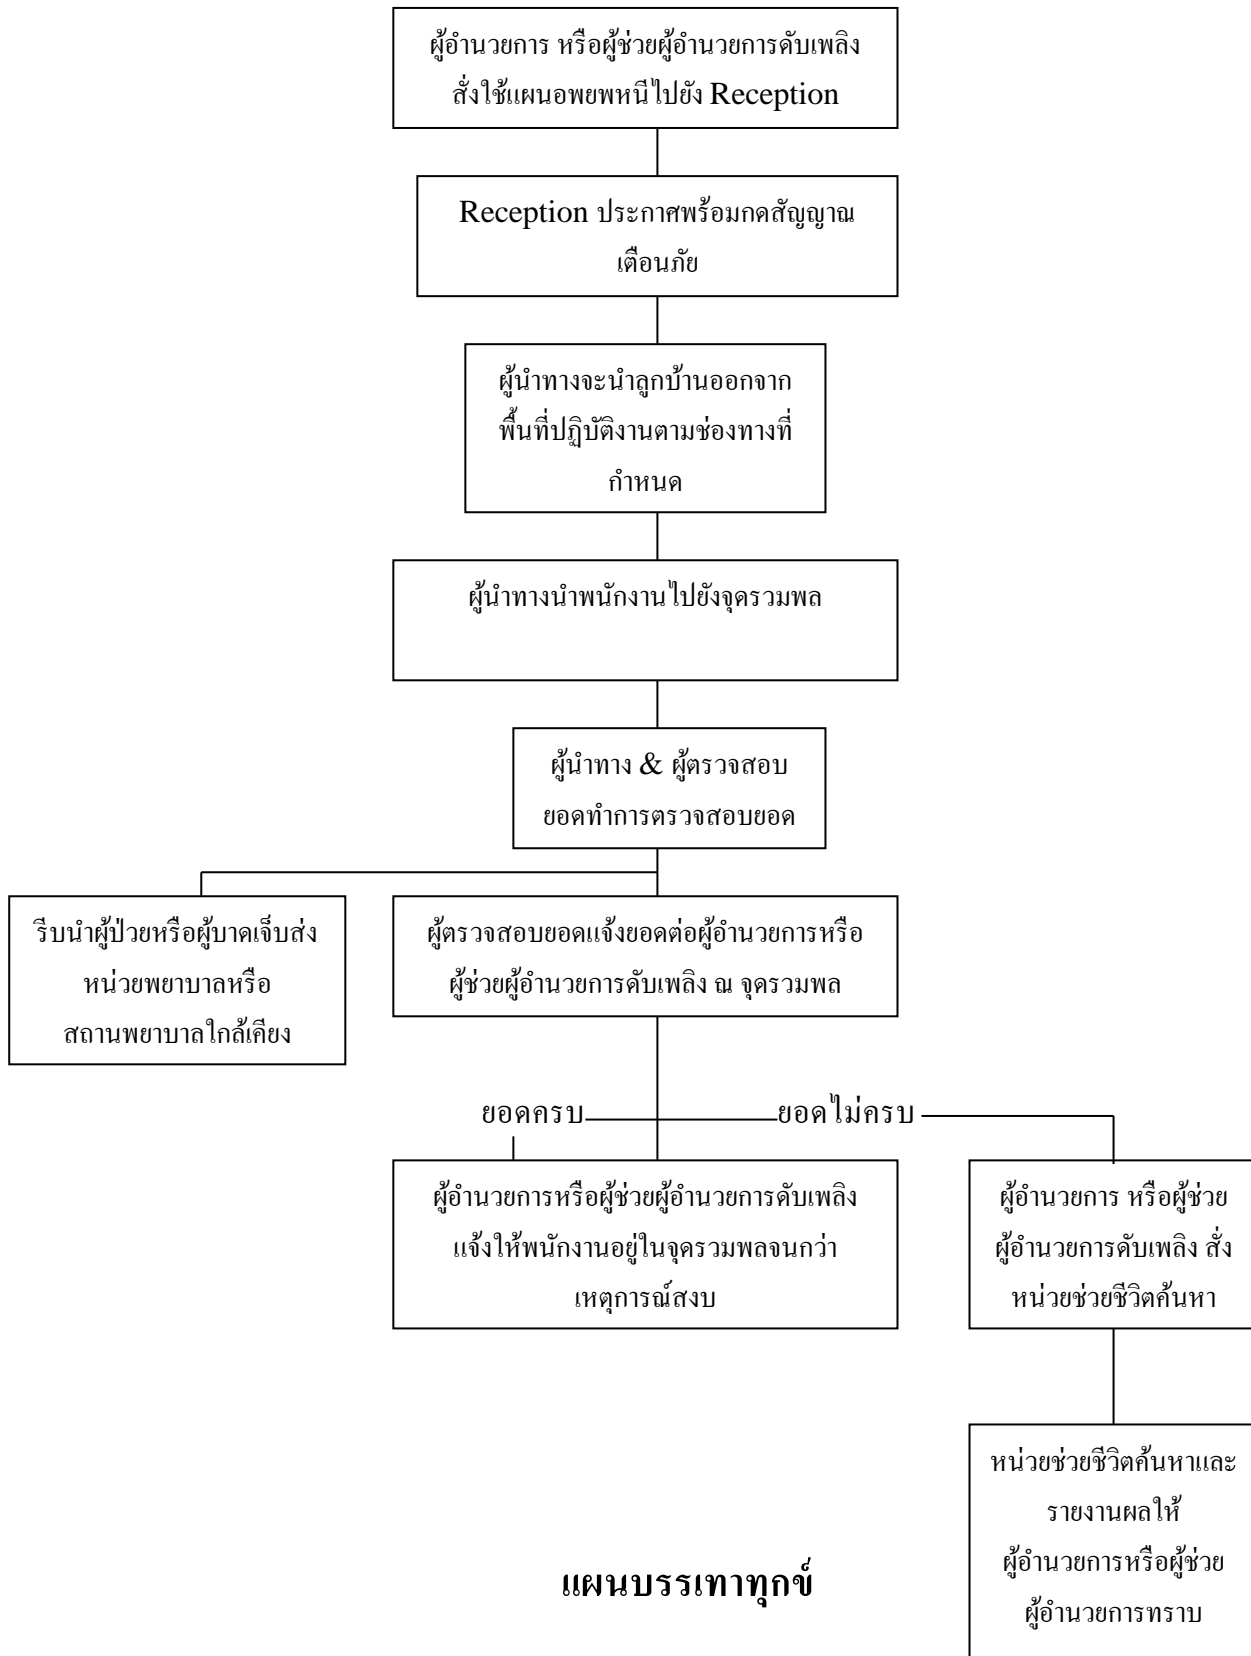 ผู้อำนวยการ หรือผู้ช่วยผู้อำนวยการดับเพลิง
สั่งใช้แผนอพยพหนีไปยัง Reception
Reception ประกาศพร้อมกดสัญญาณ
เตือนภัย
ผู้นำทางจะนำลูกบ้านออกจาก
พื้นที่ปฏิบัติงานตามช่องทางที่
กำหนด
ผู้นำทางนำพนักงานไปยังจุดรวมพล
ผู้นำทาง & ผู้ตรวจสอบ
ยอดทำการตรวจสอบยอด
รีบนำผู้ป่วยหรือผู้บาดเจ็บส่ง
หน่วยพยาบาลหรือ
สถานพยาบาลใกล้เคียง
ผู้ตรวจสอบยอดแจ้งยอดต่อผู้อำนวยการหรือ
ผู้ช่วยผู้อำนวยการดับเพลิง ณ จุดรวมพล
ยอดครบ
ยอดไม่ครบ
ผู้อำนวยการหรือผู้ช่วยผู้อำนวยการดับเพลิง
แจ้งให้พนักงานอยู่ในจุดรวมพลจนกว่า
เหตุการณ์สงบ
ผู้อำนวยการ หรือผู้ช่วย
ผู้อำนวยการดับเพลิง สั่ง
หน่วยช่วยชีวิตค้นหา
หน่วยช่วยชีวิตค้นหาและ
รายงานผลให้
ผู้อำนวยการหรือผู้ช่วย
ผู้อำนวยการทราบ
แผนบรรเทาทุกข์